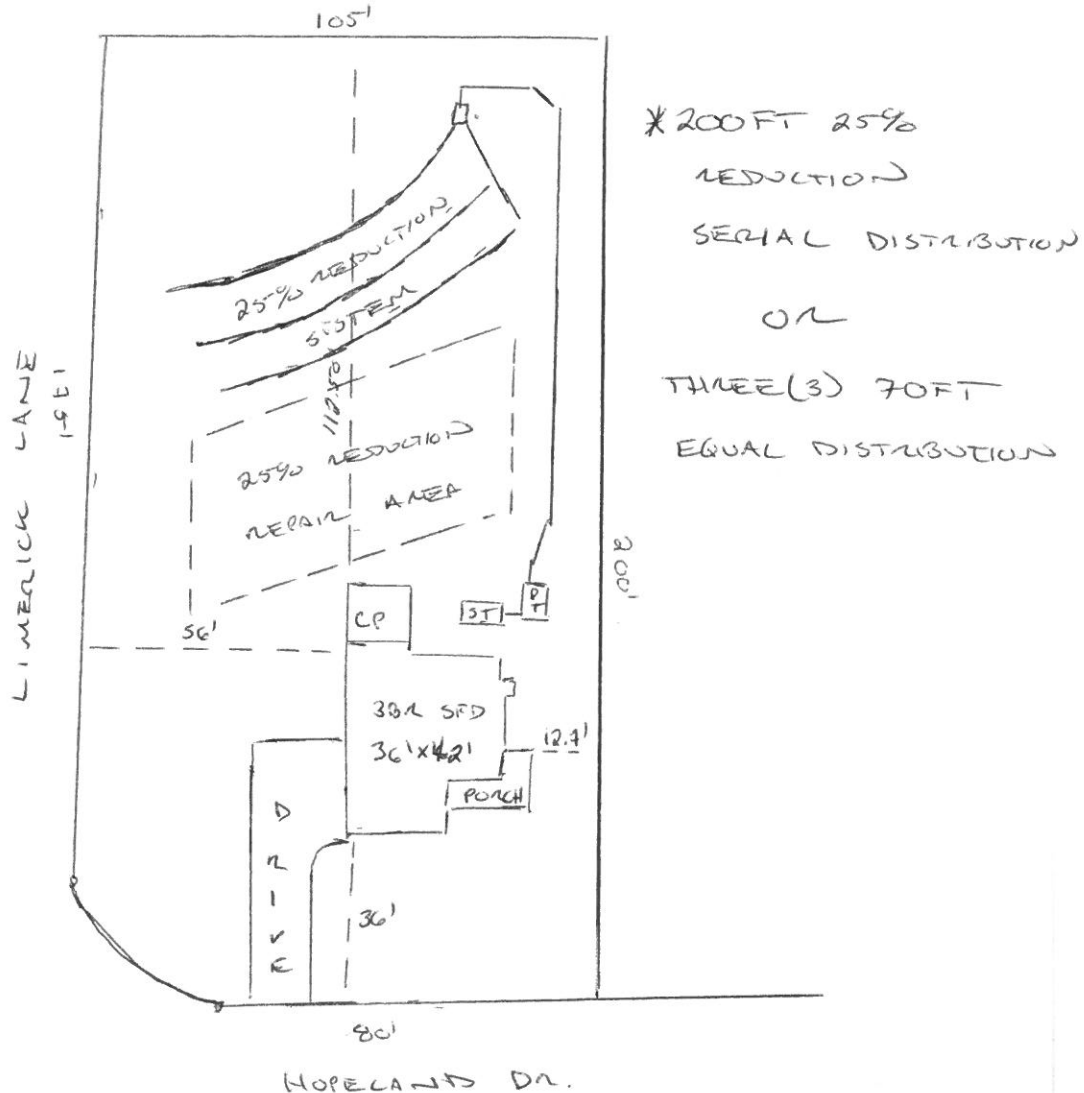 105'
*200FT 25%
REDUCTION
SERIAL DISTRIBUTION
OR
THREE(3) 70FT
EQUAL DISTRIBUTION
25% REDUCTION
SYSTEM
25% REDUCTION
REPAIR AREA
LIMERICK LANE
200'
56'
CP
ST
PT
3BR SFD
36'x42'
12.7'
PORCH
DRIVE
36'
80'
HOPELAND DR.